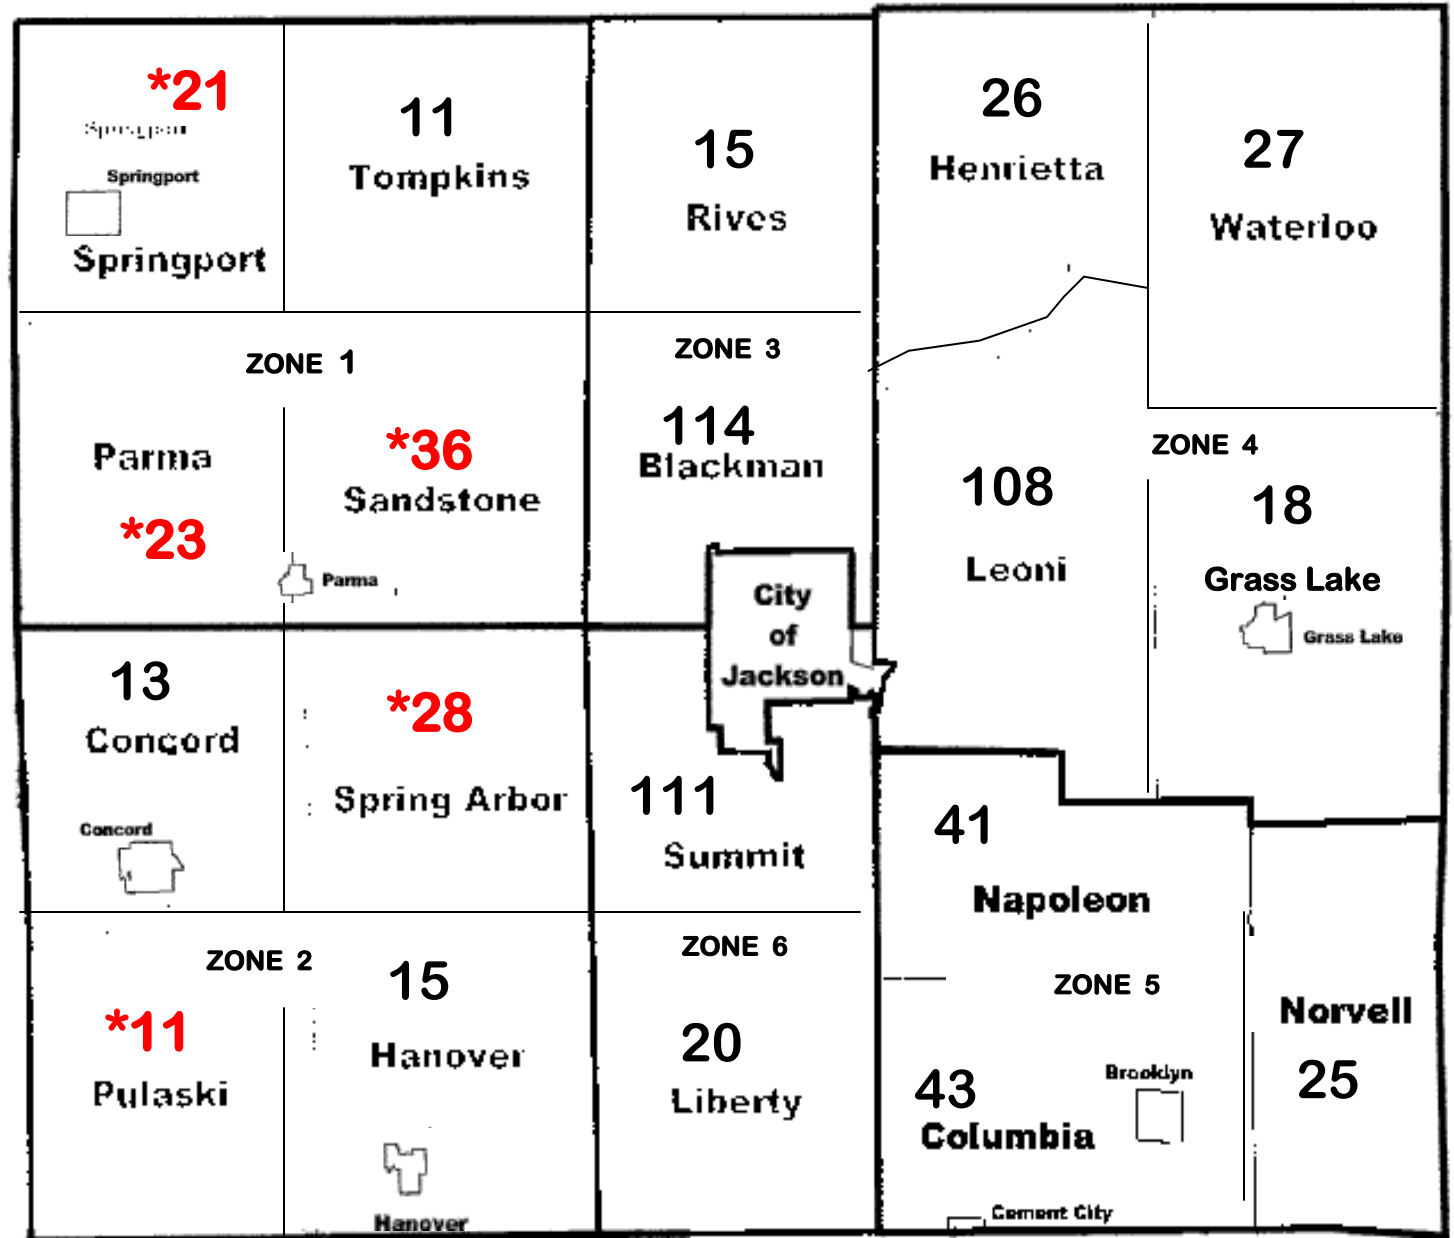 *21
Springport
Springport
Springport
11
Tompkins
15
Rives
26
Henrietta
27
Waterloo
ZONE 1
Parma
*23
*36
Sandstone
Parma
ZONE 3
114
Blackman
City
of
Jackson
108
Leoni
ZONE 4
18
Grass Lake
Grass Lake
13
Concord
Concord
*28
Spring Arbor
111
Summit
41
Napoleon
ZONE 2
*11
Pulaski
15
Hanover
Hanover
ZONE 6
20
Liberty
ZONE 5
43
Columbia
Brooklyn
Cement City
Norvell
25